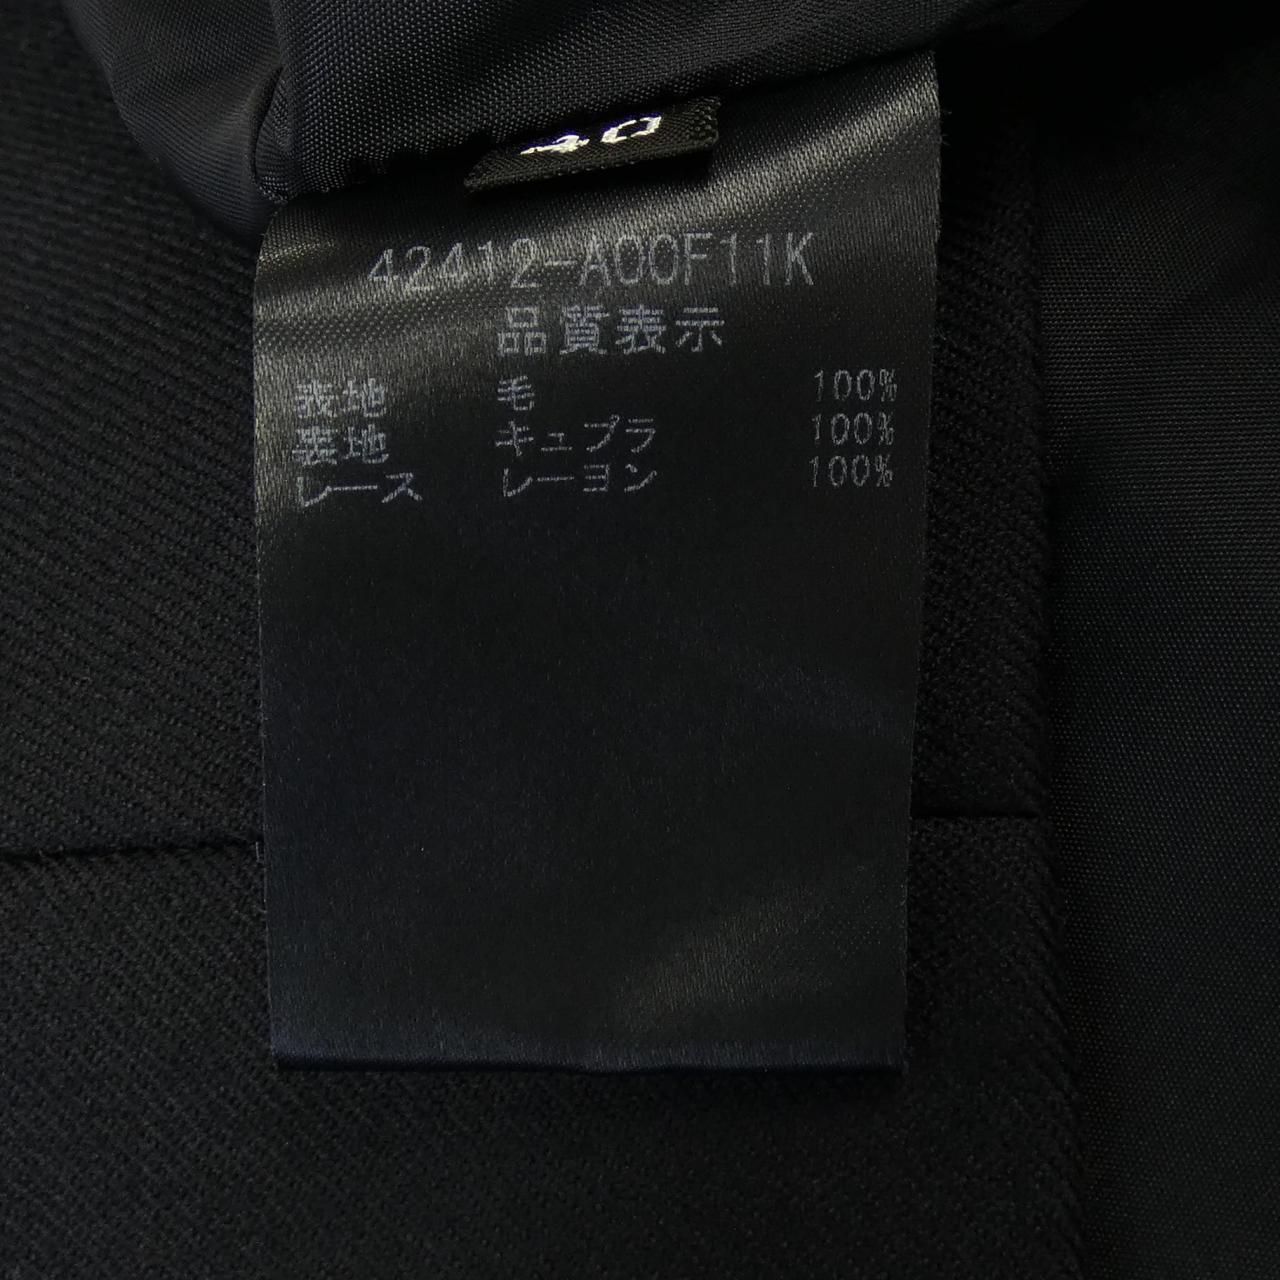 40
42412-A00F11K
品質表示
表地 毛 100%
表地 キュプラ 100%
レース レーヨン 100%